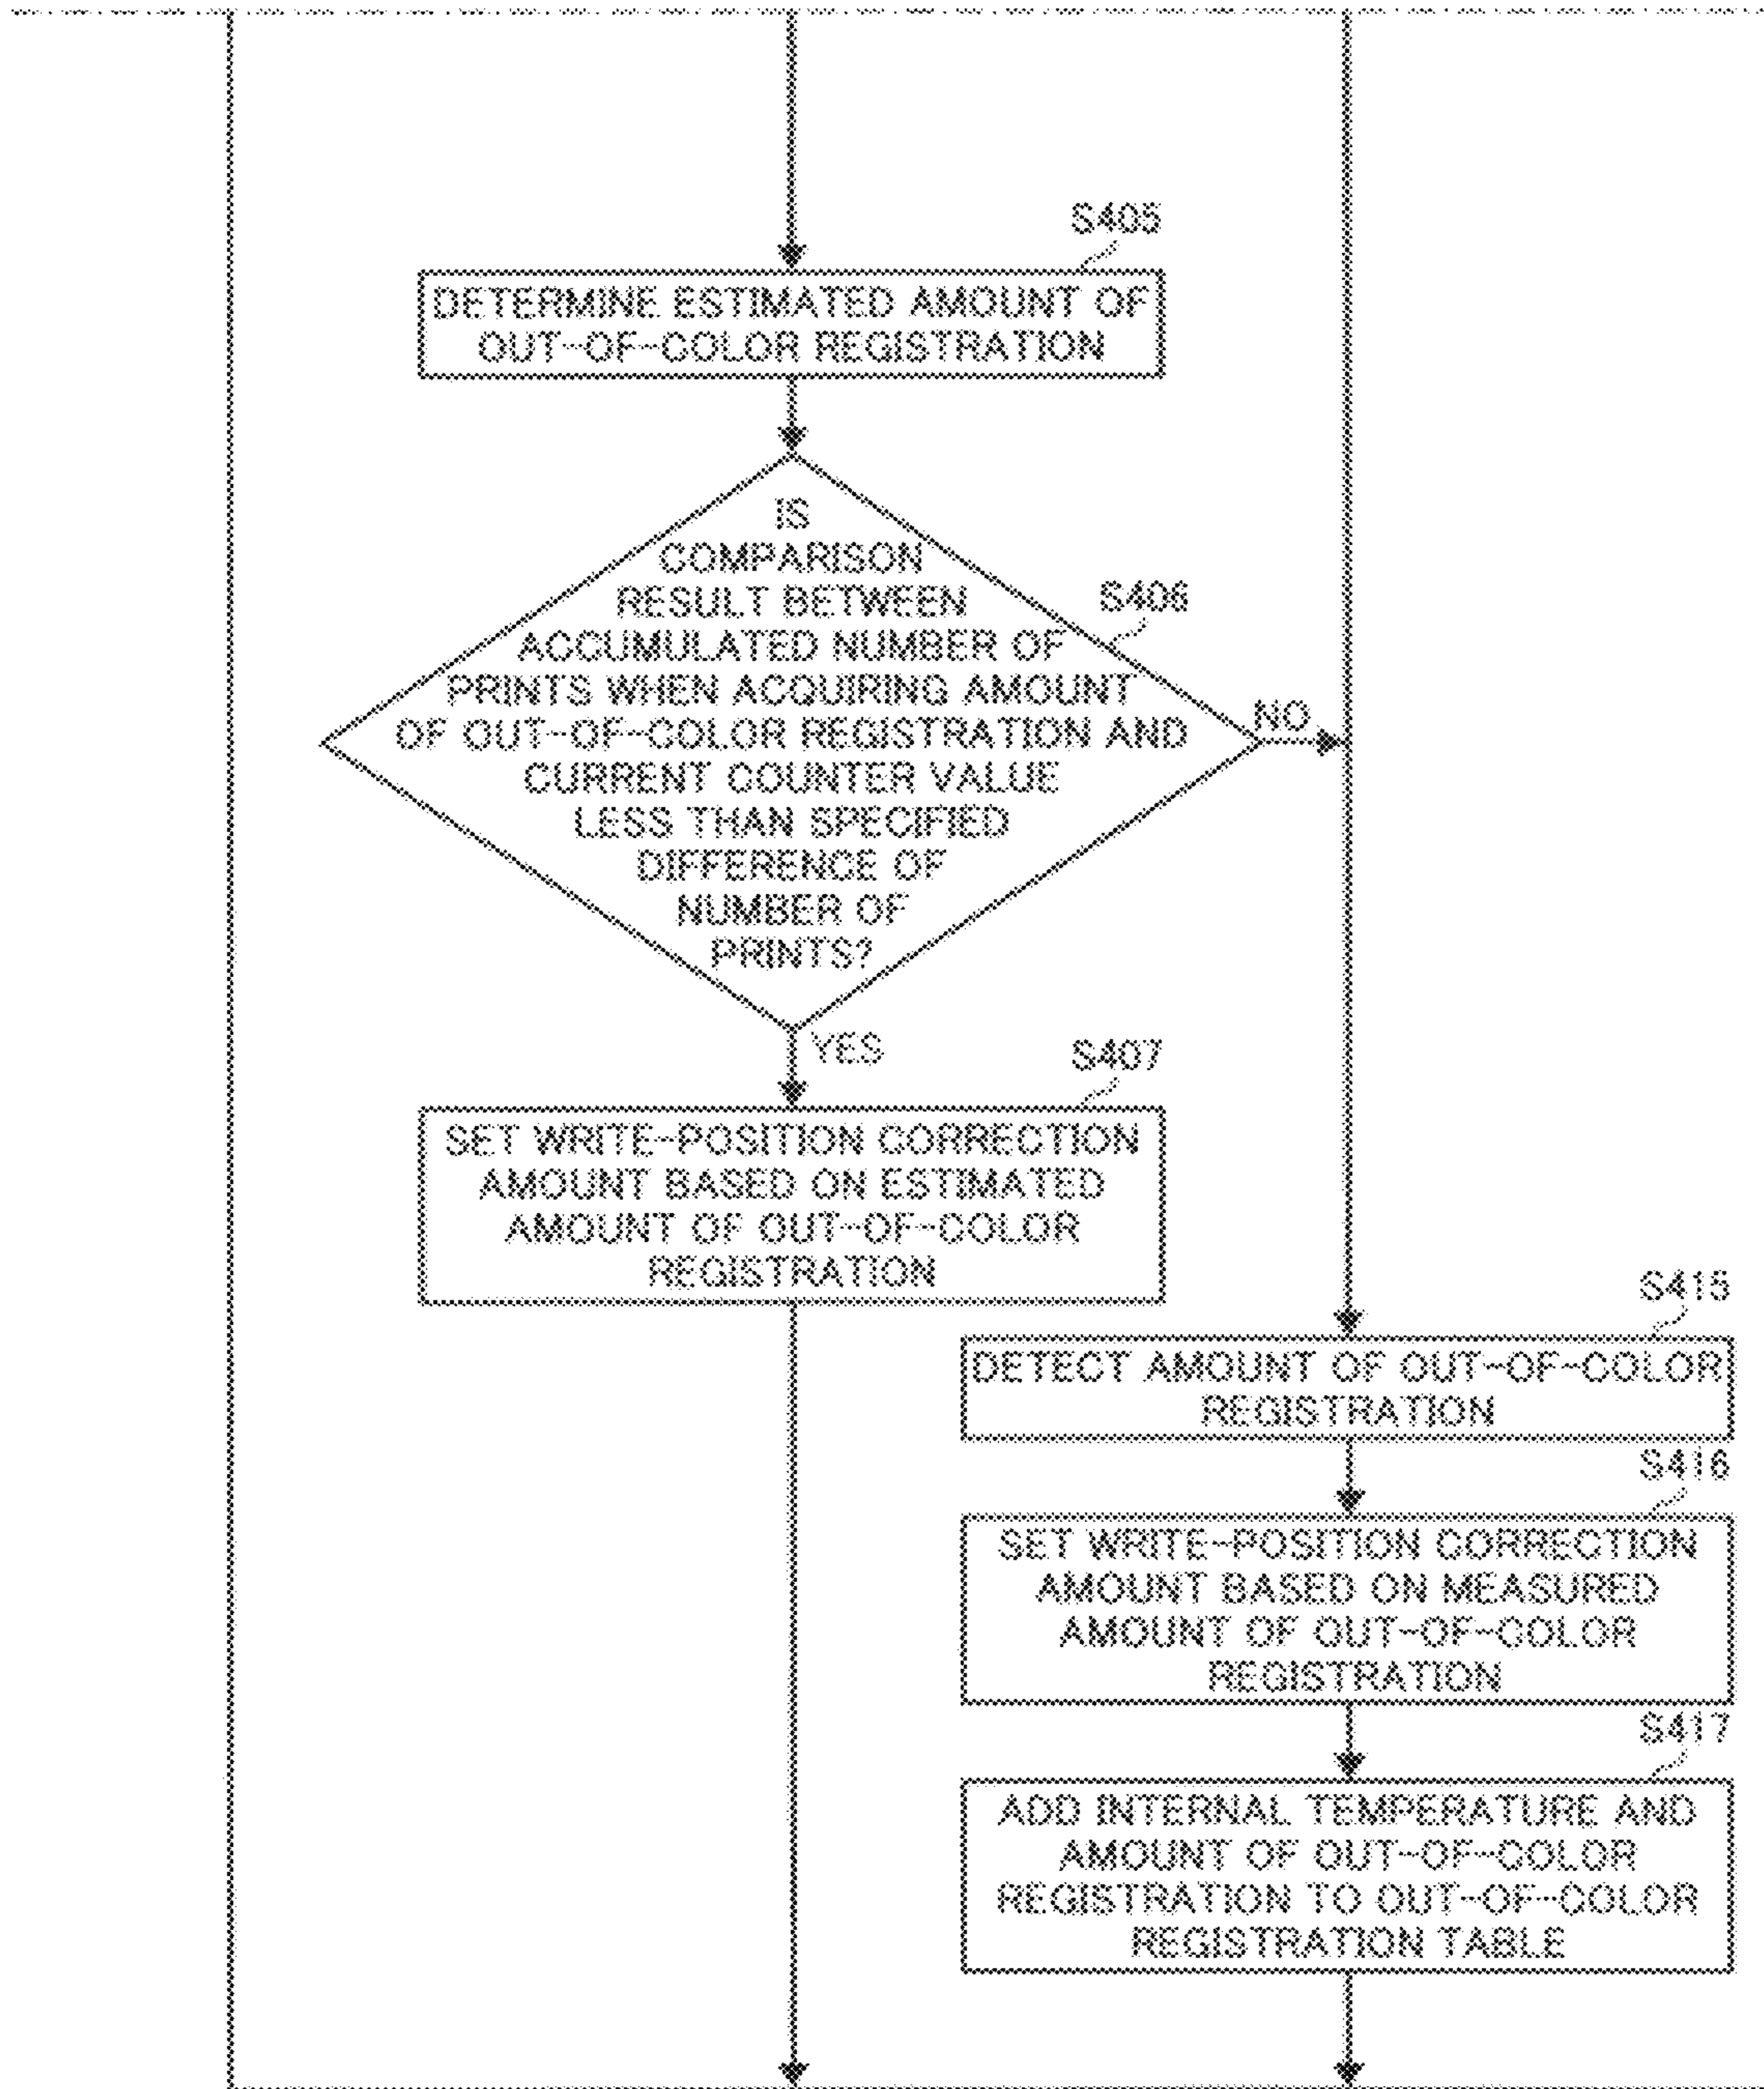 S405
DETERMINE ESTIMATED AMOUNT OF
OUT-OF-COLOR REGISTRATION
IS
COMPARISON
RESULT BETWEEN
ACCUMULATED NUMBER OF
PRINTS WHEN ACQUIRING AMOUNT
OF OUT-OF-COLOR REGISTRATION AND
CURRENT COUNTER VALUE
LESS THAN SPECIFIED
DIFFERENCE OF
NUMBER OF
PRINTS?
S406
NO
YES
S407
SET WRITE-POSITION CORRECTION
AMOUNT BASED ON ESTIMATED
AMOUNT OF OUT-OF-COLOR
REGISTRATION
S415
DETECT AMOUNT OF OUT-OF-COLOR
REGISTRATION
S416
SET WRITE-POSITION CORRECTION
AMOUNT BASED ON MEASURED
AMOUNT OF OUT-OF-COLOR
REGISTRATION
S417
ADD INTERNAL TEMPERATURE AND
AMOUNT OF OUT-OF-COLOR
REGISTRATION TO OUT-OF-COLOR
REGISTRATION TABLE